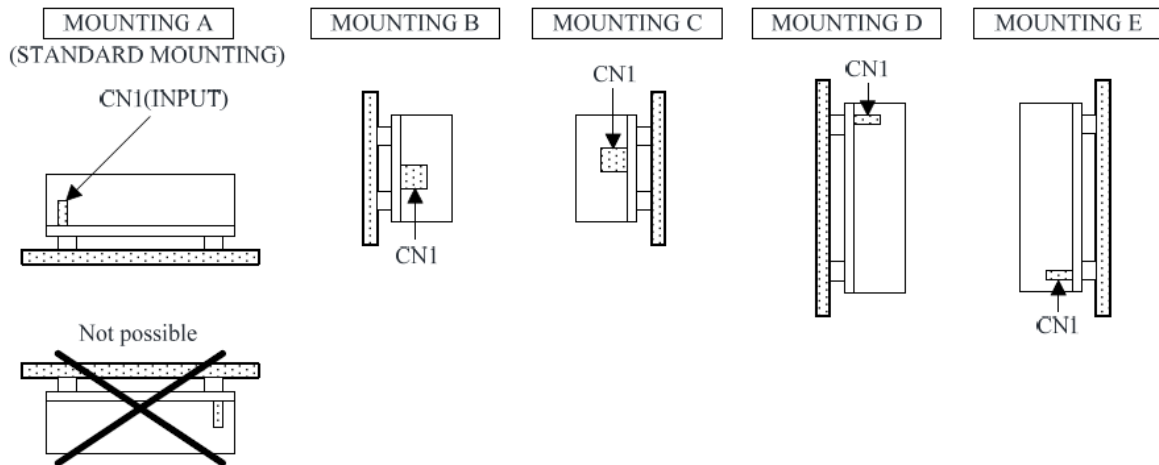 MOUNTING A
(STANDARD MOUNTING)
CN1(INPUT)
Not possible
MOUNTING B
CN1
MOUNTING C
CN1
MOUNTING D
CN1
MOUNTING E
CN1